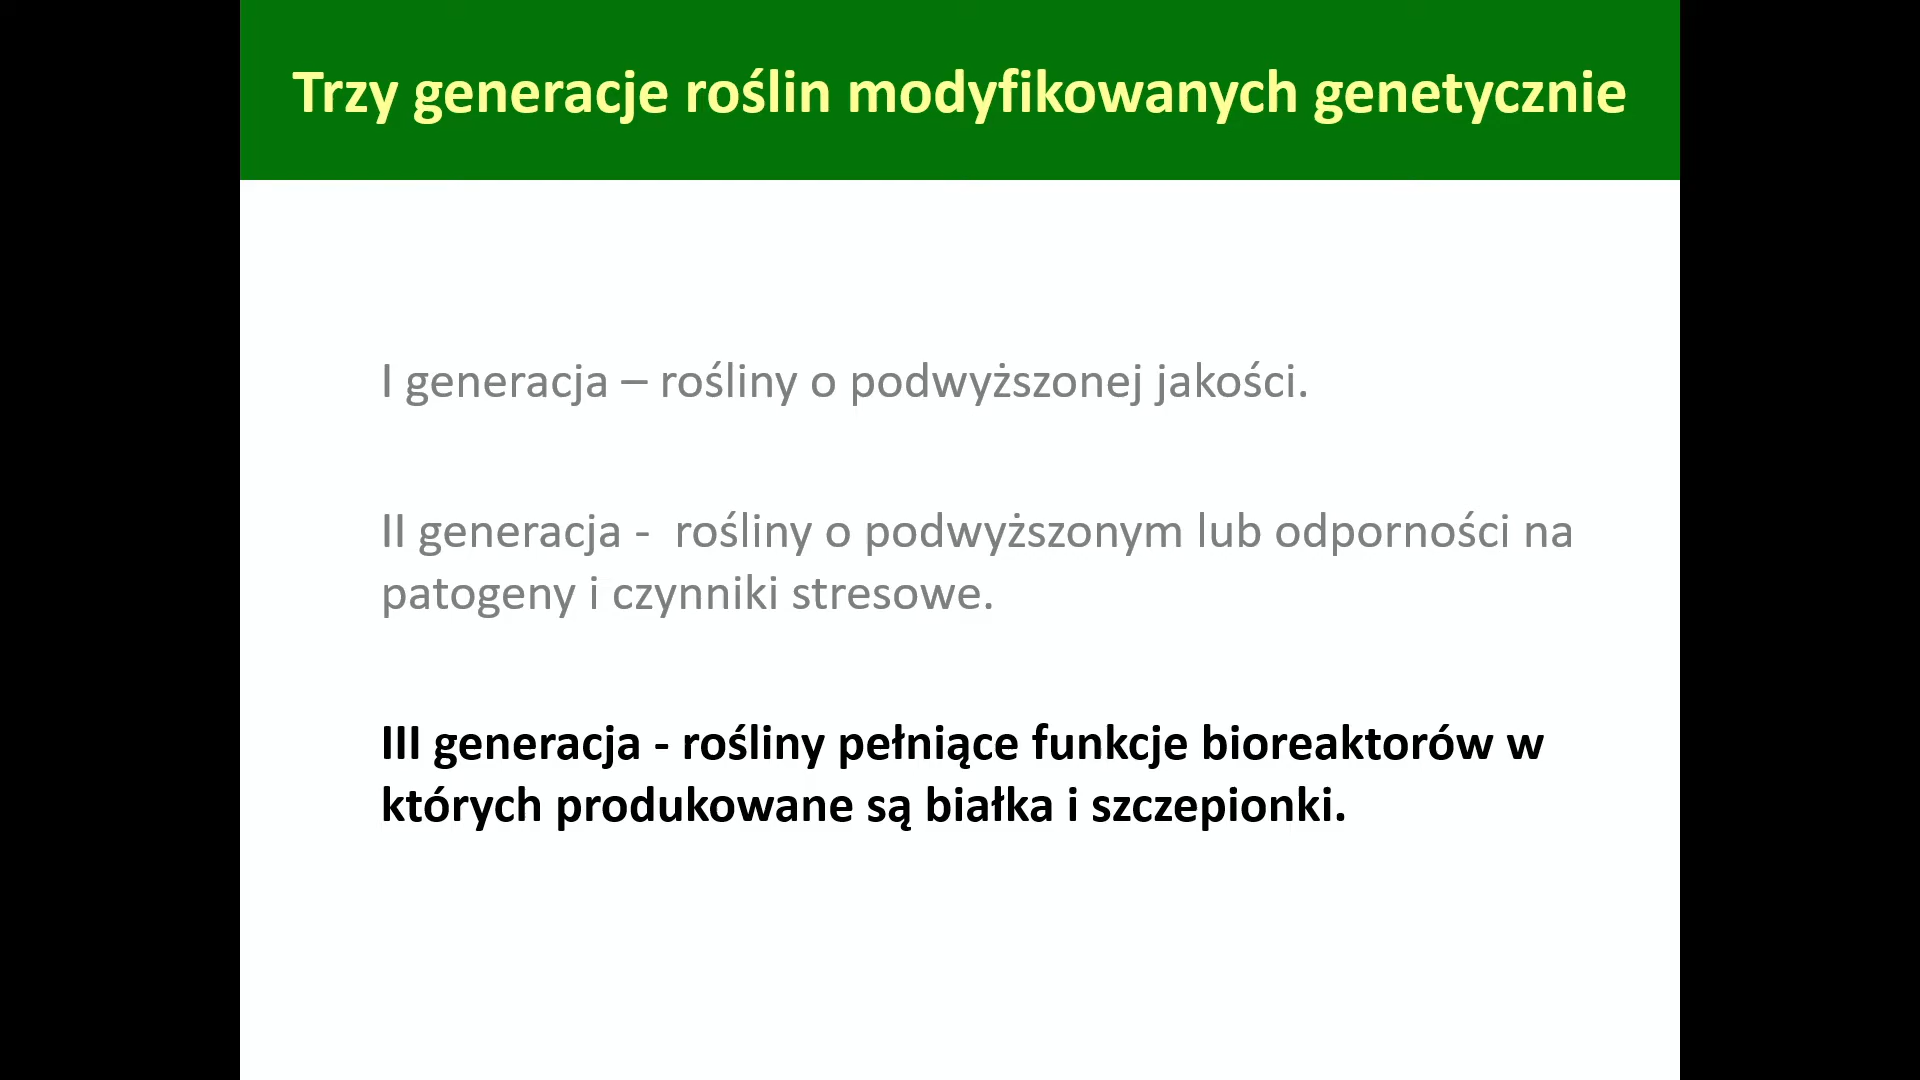 Trzy generacje roślin modyfikowanych genetycznie
I generacja – rośliny o podwyższonej jakości.
II generacja -  rośliny o podwyższonym lub odporności na
patogeny i czynniki stresowe.
III generacja - rośliny pełniące funkcje bioreaktorów w
których produkowane są białka i szczepionki.